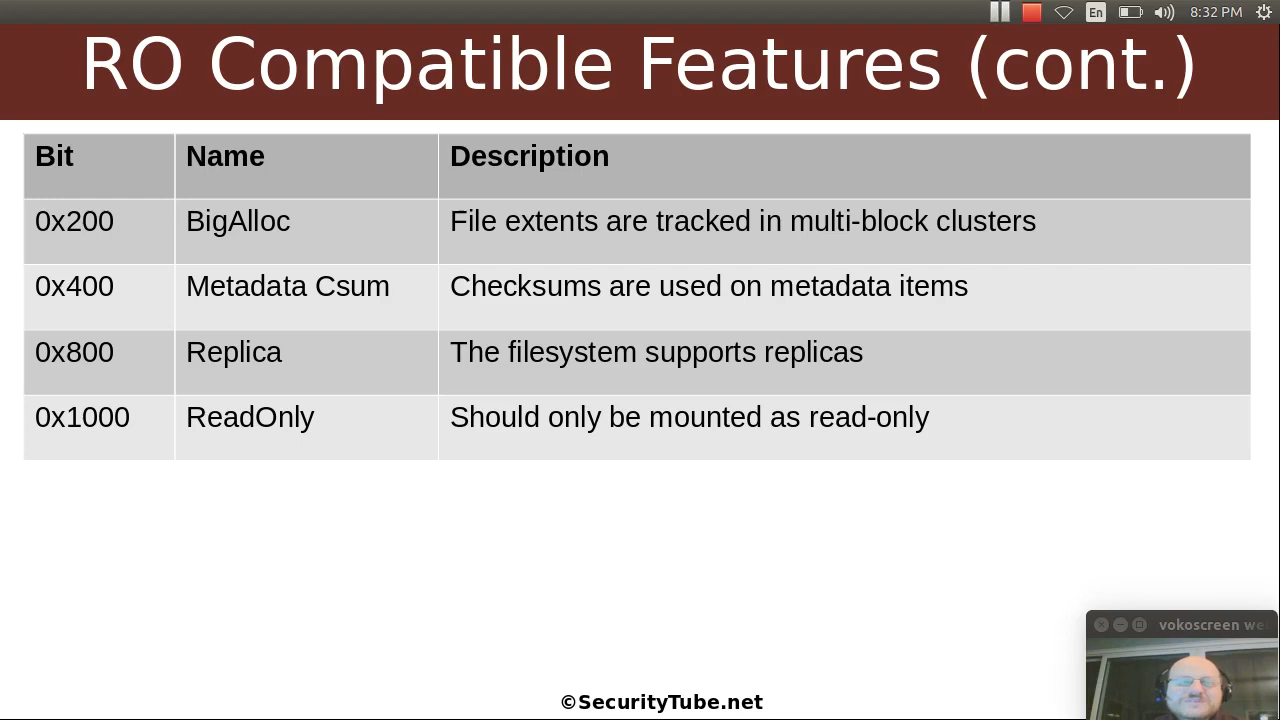 En 8:32 PM
RO Compatible Features (cont.)
Bit Name Description
0x200 BigAlloc File extents are tracked in multi-block clusters
0x400 Metadata Csum Checksums are used on metadata items
0x800 Replica The filesystem supports replicas
0x1000 ReadOnly Should only be mounted as read-only
vokoscreen we
©SecurityTube.net